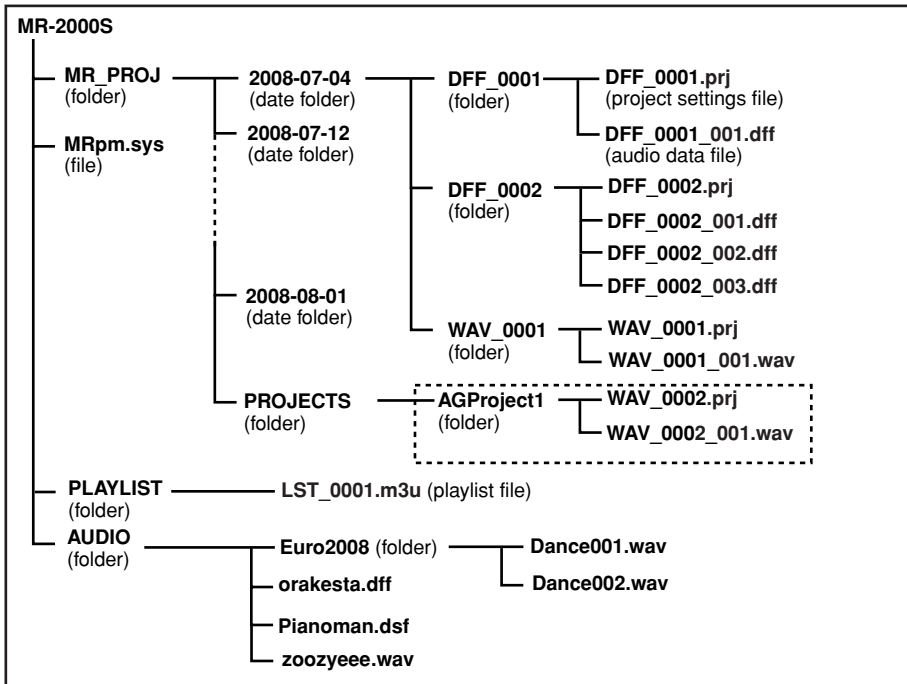 MR-2000S
MR_PROJ
(folder)
2008-07-04
(date folder)
DFF_0001
(folder)
DFF_0001.prj
(project settings file)
DFF_0001_001.dff
(audio data file)
2008-07-12
(date folder)
MRpm.sys
(file)
DFF_0002
(folder)
DFF_0002.prj
DFF_0002_001.dff
DFF_0002_002.dff
DFF_0002_003.dff
2008-08-01
(date folder)
WAV_0001
(folder)
WAV_0001.prj
WAV_0001_001.wav
PROJECTS
(folder)
AGProject1
(folder)
WAV_0002.prj
WAV_0002_001.wav
PLAYLIST
(folder)
LST_0001.m3u (playlist file)
AUDIO
(folder)
Euro2008 (folder)
Dance001.wav
Dance002.wav
orakesta.dff
Pianoman.dsf
zoozyeee.wav